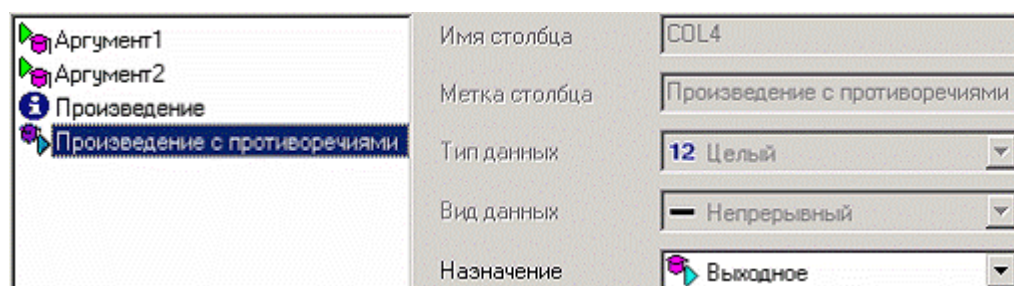 Аргумент1
Аргумент2
Произведение
Произведение с противоречиями
Имя столбца COL4
Метка столбца Произведение с противоречиями
Тип данных 12 Целый
Вид данных Непрерывный
Назначение Выходное